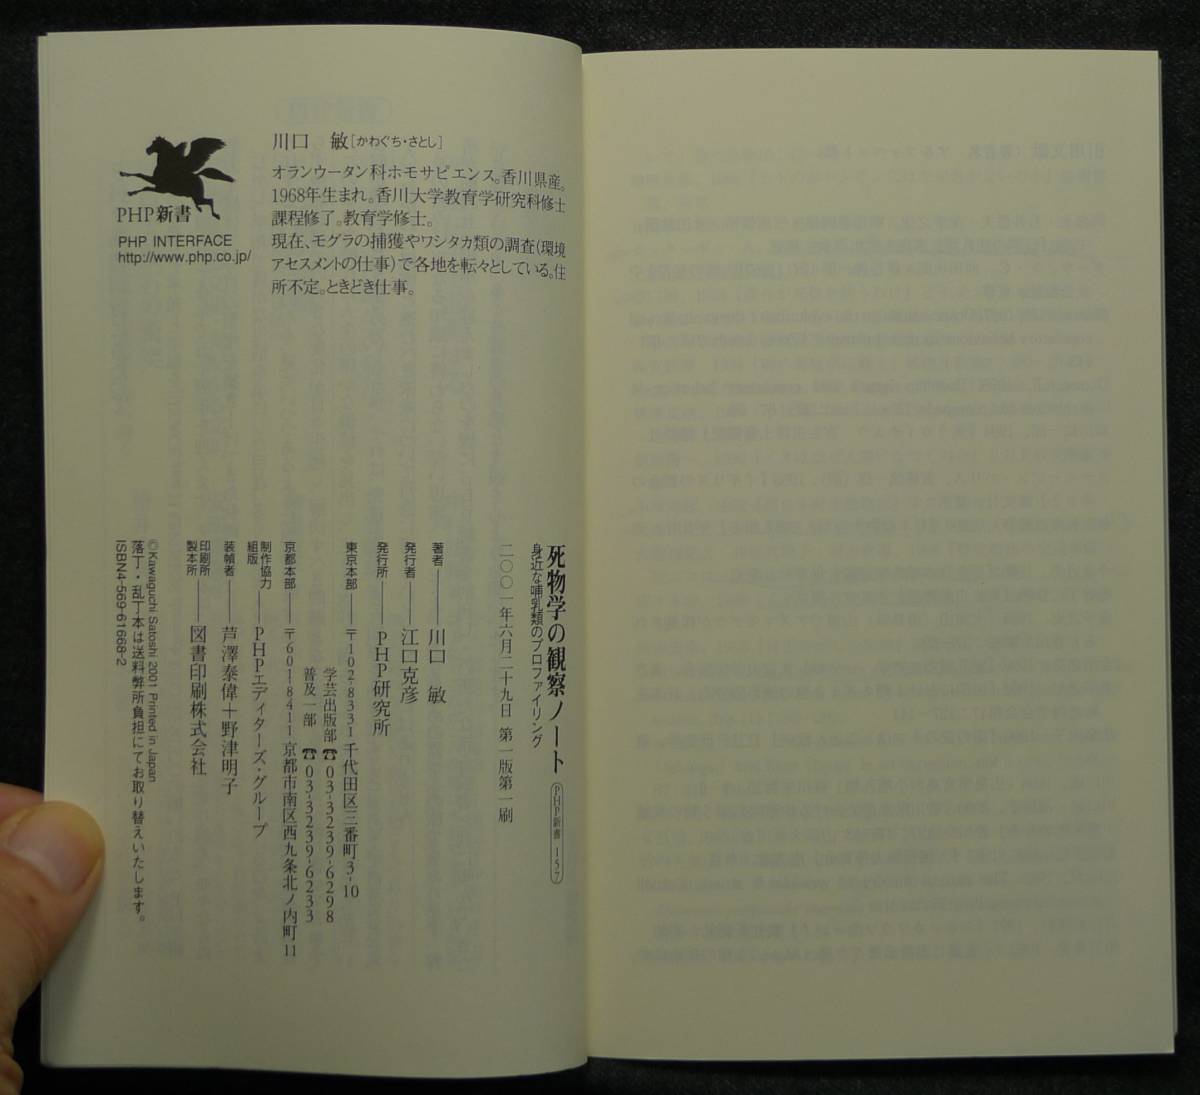 PHP新書
PHP INTERFACE
http://www.php.co.jp/
川口　敏[かわぐち・さとし]
オランウータン科ホモサピエンス。香川県産。
1968年生まれ。香川大学教育学研究科修士
課程修了。教育学修士。
現在、モグラの捕獲やワシタカ類の調査(環境
アセスメントの仕事)で各地を転々としている。住
所不定。ときどき仕事。
死物学の観察ノート PHP新書 157
身近な哺乳類のプロファイリング
二〇〇一年六月二十九日　第一版第一刷
著者――川口　敏
発行者――江口克彦
発行所――PHP研究所
東京本部――〒102-8331 千代田区三番町3-10
学芸出版部 ☎03-3239-6298
普及一部 ☎03-3239-6233
京都本部――〒601-8411 京都市南区西九条北ノ内町11
制作協力
組版――PHPエディターズ・グループ
装幀者――芦澤泰偉＋野津明子
印刷所
製本所――図書印刷株式会社
©Kawaguchi Satoshi 2001 Printed in Japan
落丁・乱丁本は送料弊所負担にてお取り替えいたします。
ISBN4-569-61668-2